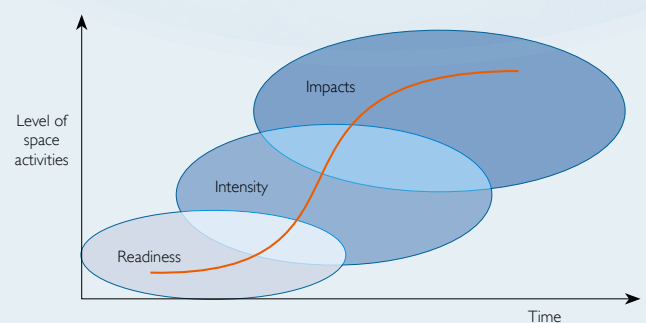 Impacts
Level of
space
activities
Intensity
Readiness
Time